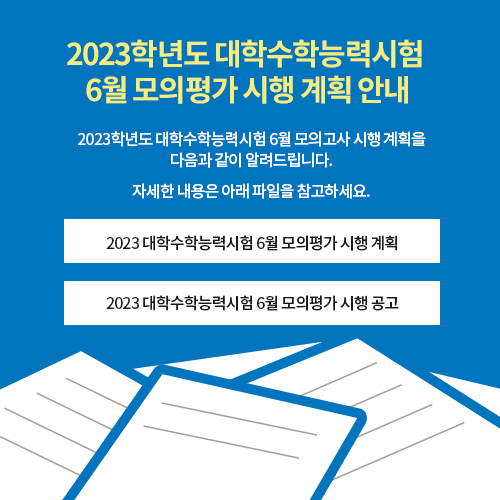 2023학년도 대학수학능력시험
6월 모의평가 시행 계획 안내
2023학년도 대학수학능력시험 6월 모의고사 시행 계획을
다음과 같이 알려드립니다.
자세한 내용은 아래 파일을 참고하세요.
2023 대학수학능력시험 6월 모의평가 시행 계획
2023 대학수학능력시험 6월 모의평가 시행 공고